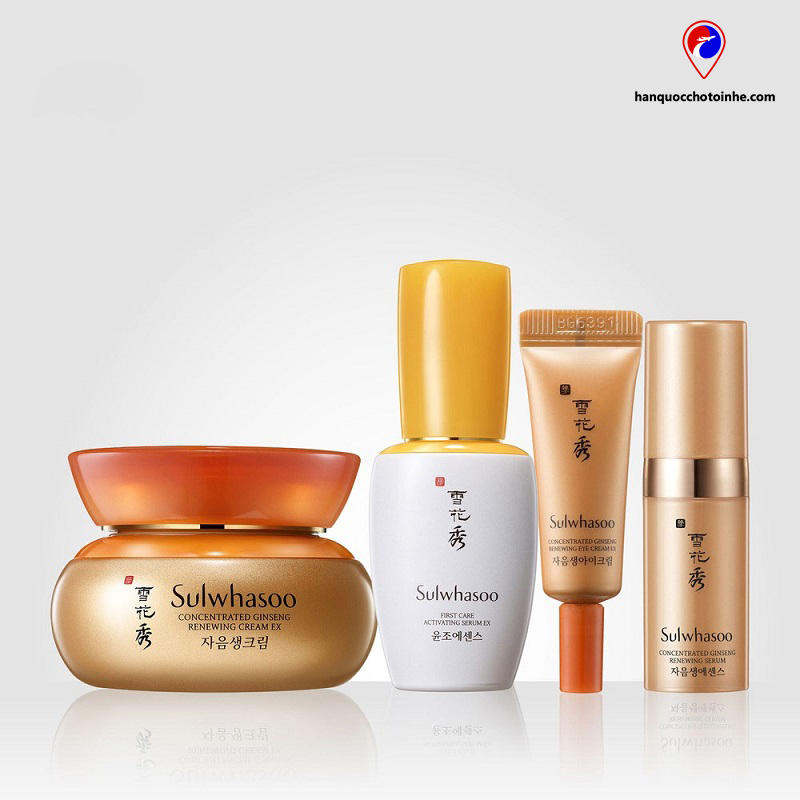 hanquocchotoinhe.com
雪花秀
Sulwhasoo
CONCENTRATED GINSENG
RENEWING CREAM EX
자음생크림
雪花秀
Sulwhasoo
FIRST CARE
ACTIVATING SERUM EX
윤조에센스
BG6391
雪花秀
Sulwhasoo
CONCENTRATED GINSENG
RENEWING EYE CREAM EX
자음생아이크림
雪花秀
Sulwhasoo
CONCENTRATED GINSENG
RENEWING SERUM
자음생에센스